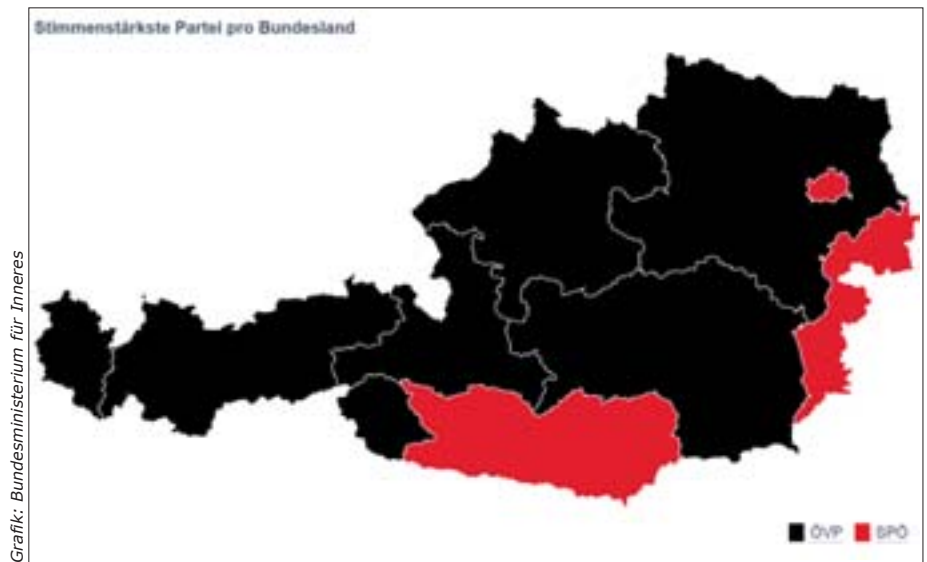 Stimmenstärkste Partei pro Bundesland
Grafik: Bundesministerium für Inneres
ÖVP SPÖ